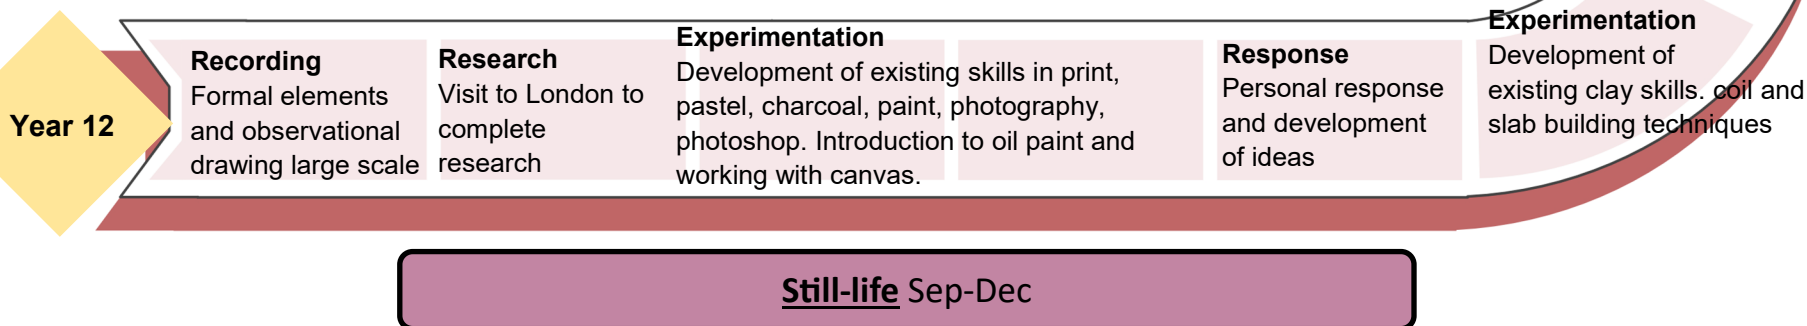 Year 12
Recording
Formal elements
and observational
drawing large scale
Research
Visit to London to
complete
research
Experimentation
Development of existing skills in print,
pastel, charcoal, paint, photography,
photoshop. Introduction to oil paint and
working with canvas.
Response
Personal response
and development
of ideas
Experimentation
Development of
existing clay skills. coil and
slab building techniques
Still-life Sep-Dec